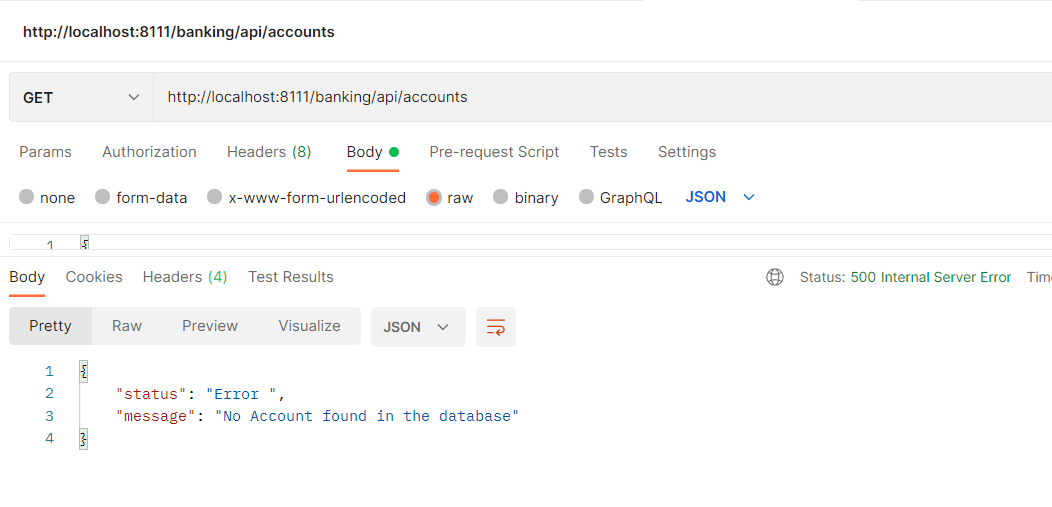 http://localhost:8111/banking/api/accounts
GET http://localhost:8111/banking/api/accounts
Params Authorization Headers (8) Body Pre-request Script Tests Settings
none form-data x-www-form-urlencoded raw binary GraphQL JSON
1 {
Body Cookies Headers (4) Test Results Status: 500 Internal Server Error
Pretty Raw Preview Visualize JSON
1 {
2 "status": "Error ",
3 "message": "No Account found in the database"
4 }